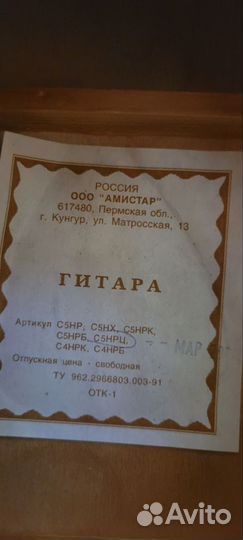 РОССИЯ
ООО "АМИСТАР"
617480, Пермская обл.,
г. Кунгур, ул. Матросская, 13
ГИТАРА
Артикул С5НР, С5НХ, С5НРК,
С5НРБ, С5НРЦ, - - МАР
С4НРК, С4НРБ
Отпускная цена - свободная
ТУ 962.2966803.003-91
ОТК-1
Avito